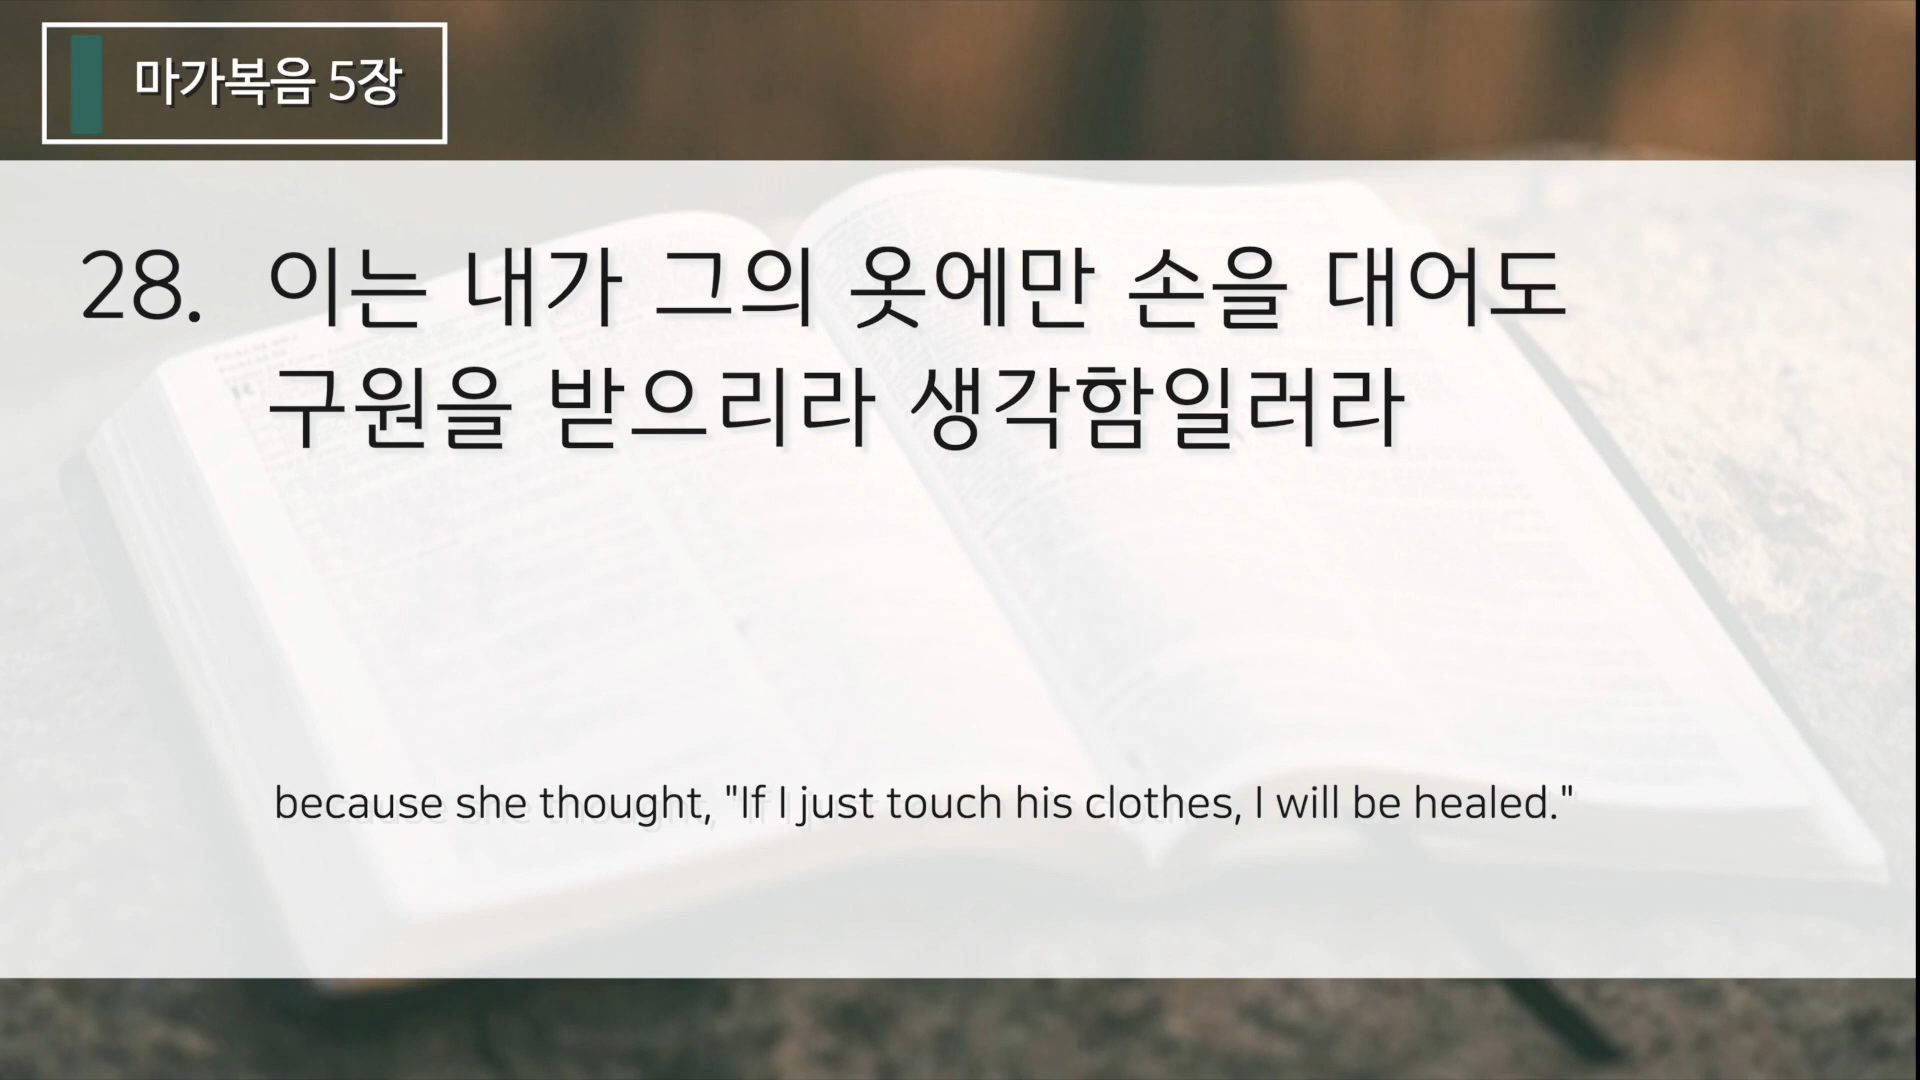 마가복음 5장
28. 이는 내가 그의 옷에만 손을 대어도
구원을 받으리라 생각함일러라
because she thought, "If I just touch his clothes, I will be healed."